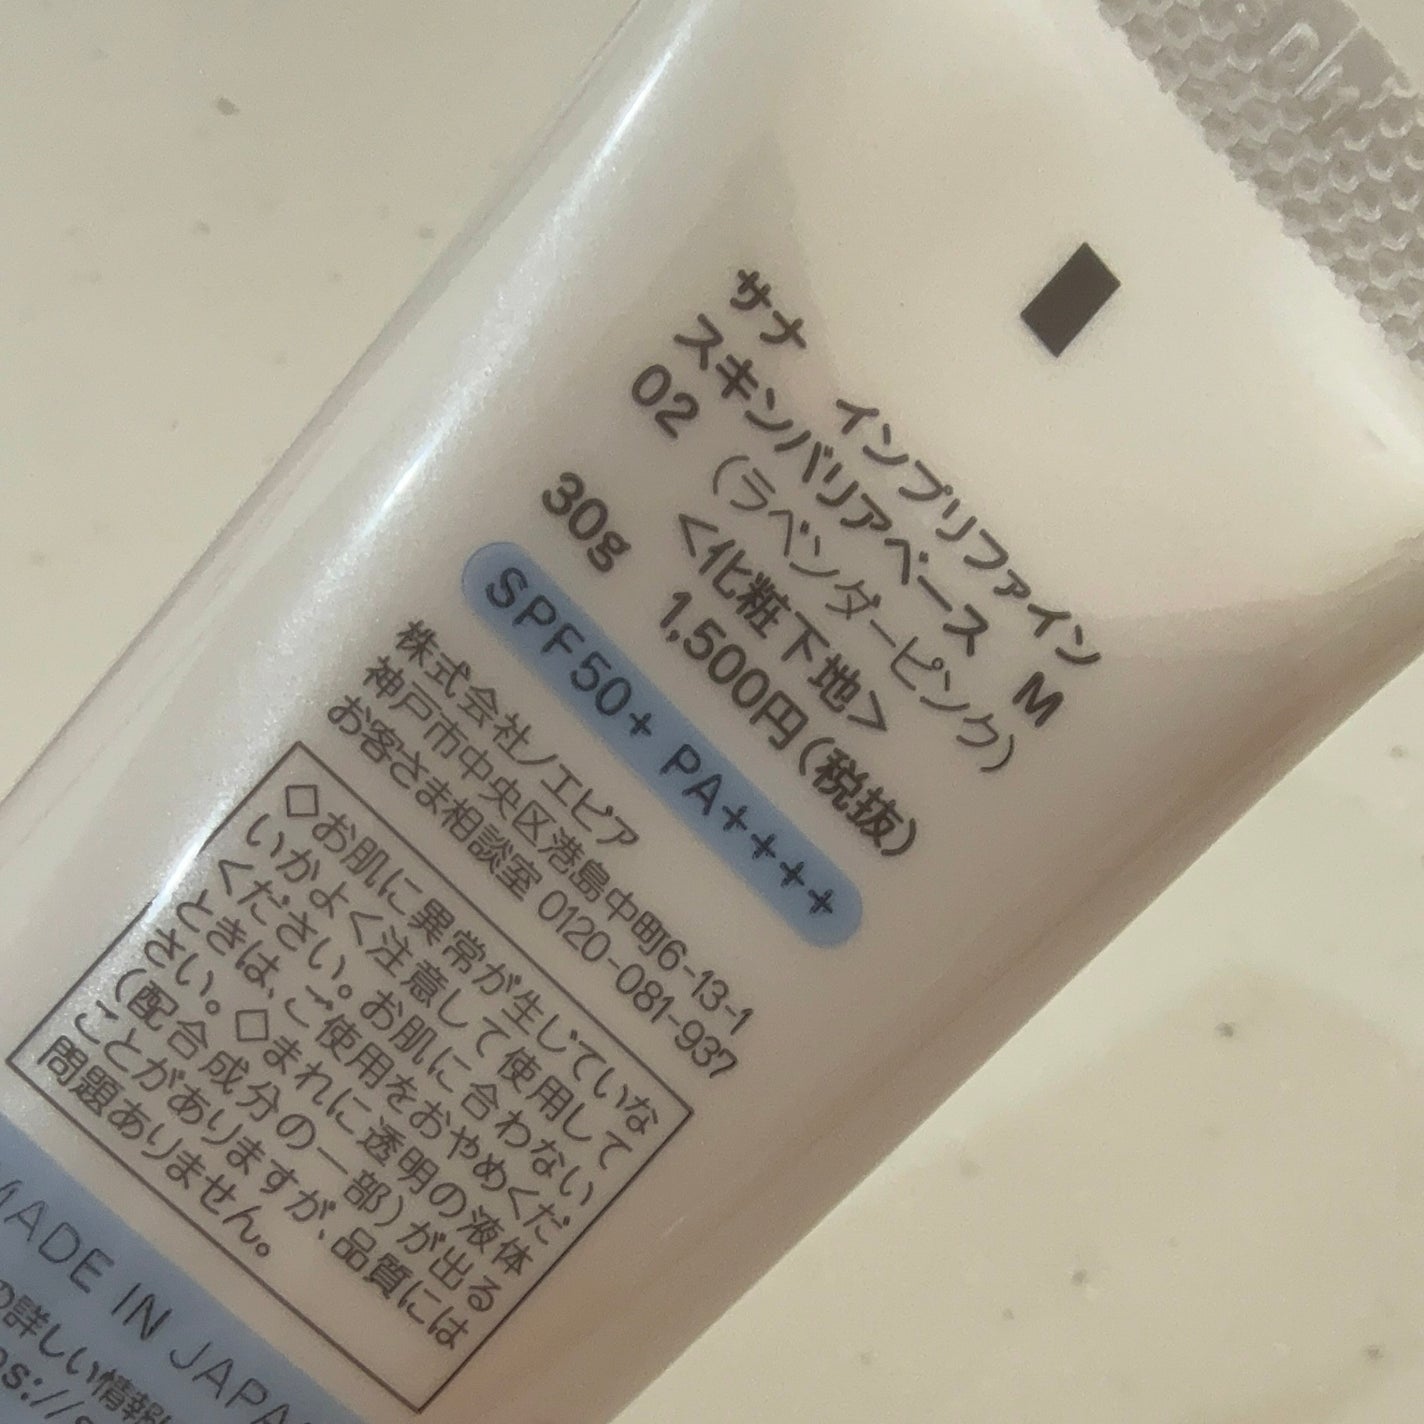 サナ インプリファイン
スキンバリアベース M
02 (ラベンダーピンク)
<化粧下地>
30g 1,500円(税抜)
SPF50+ PA++++
株式会社ノエビア
神戸市中央区港島中町6-13-1
お客さま相談室 0120-081-937
◇お肌に異常が生じていな
いかよく注意して使用して
ください。お肌に合わない
ときは、ご使用をおやめくだ
さい。◇まれに透明の液体
(配合成分の一部)が出る
ことがありますが、品質には
問題ありません。
MADE IN JAPA
の詳しい情報